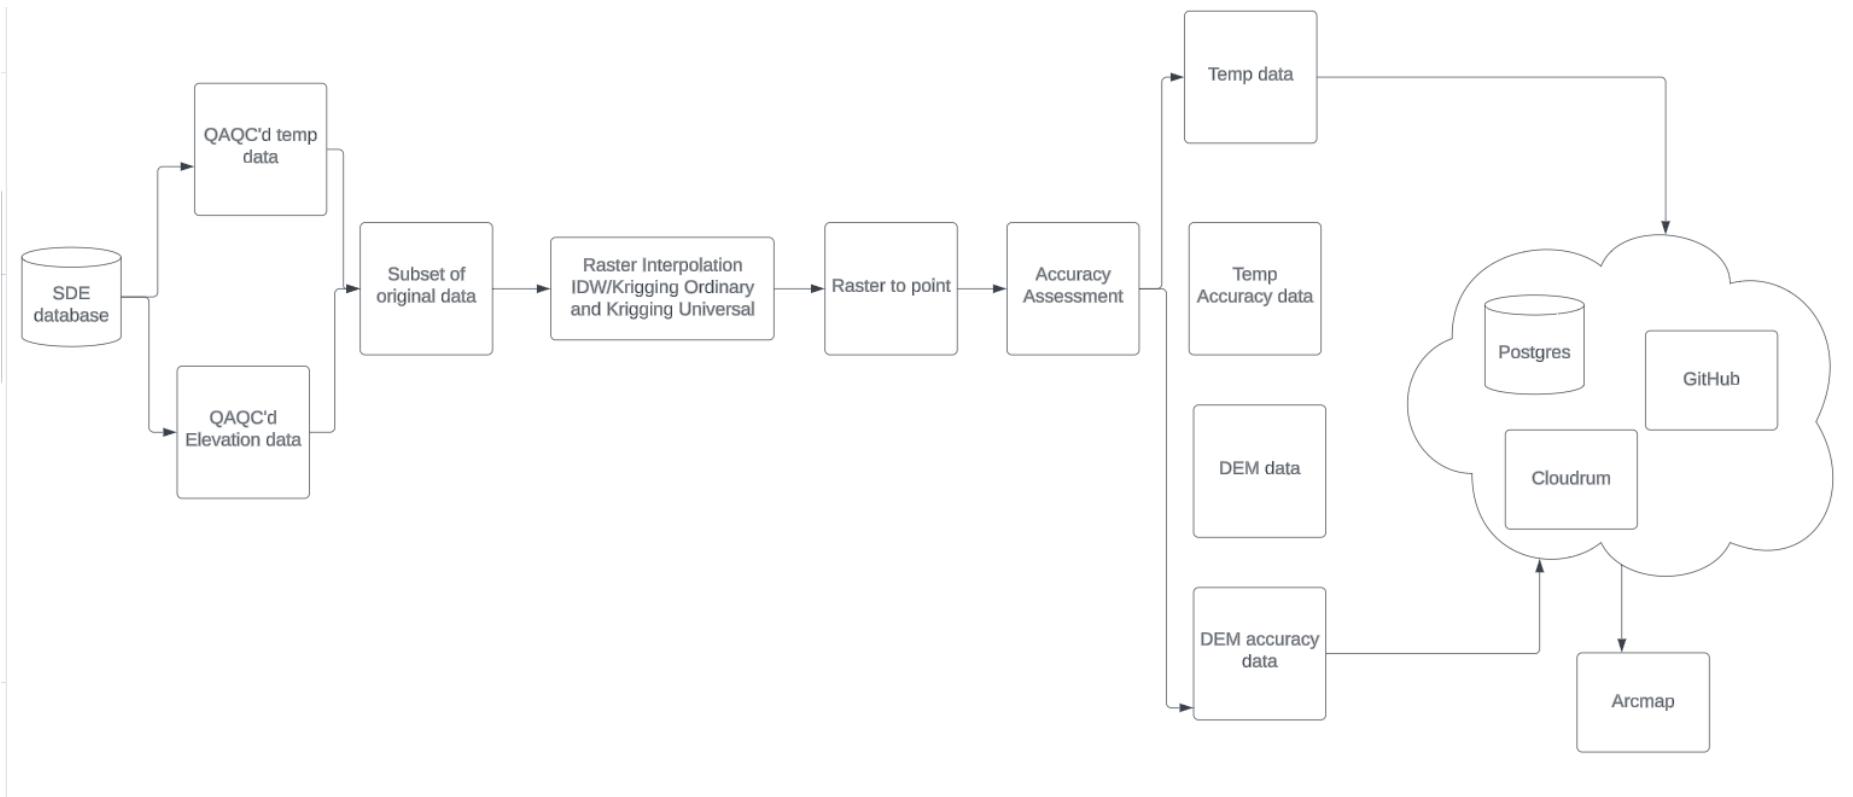 SDE
database
QAQC'd temp
data
QAQC'd
Elevation data
Subset of
original data
Raster Interpolation
IDW/Krigging Ordinary
and Krigging Universal
Raster to point
Accuracy
Assessment
Temp data
Temp
Accuracy data
DEM data
DEM accuracy
data
Postgres
GitHub
Cloudrum
Arcmap